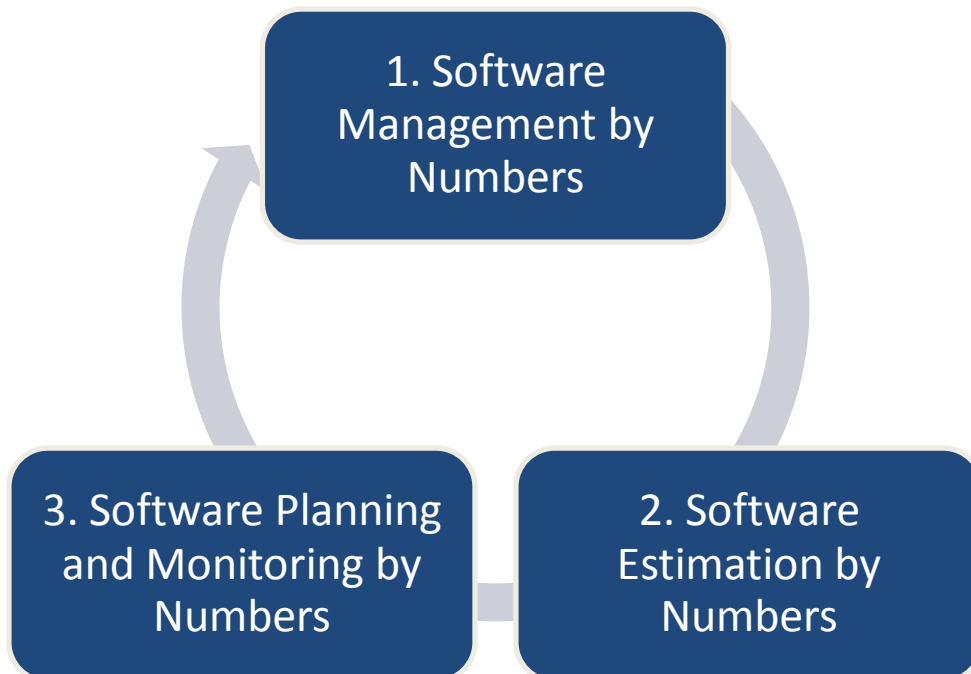 1. Software
Management by
Numbers
3. Software Planning
and Monitoring by
Numbers
2. Software
Estimation by
Numbers